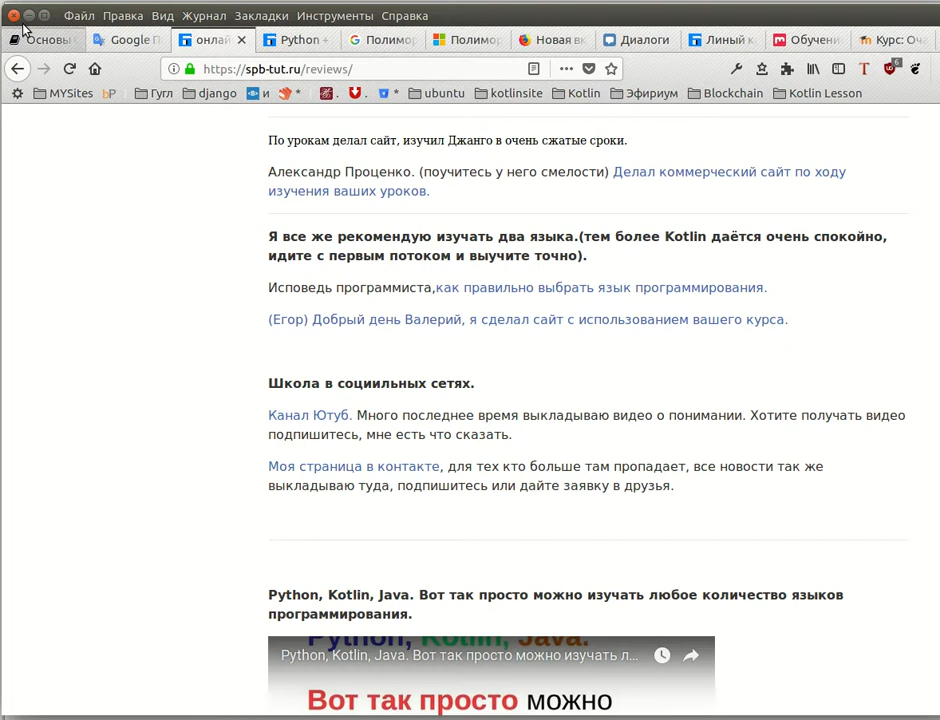 Файл Правка Вид Журнал Закладки Инструменты Справка
Основы Google П онлай Python + Полимор Полимор Новая вк Диалоги Линый к Обучени Курс: Оча
https://spb-tut.ru/reviews/
MYSites bP Гугл django и * . . * ubuntu kotlinsite Kotlin Эфириум Blockchain Kotlin Lesson
По урокам делал сайт, изучил Джанго в очень сжатые сроки.
Александр Проценко. (поучитесь у него смелости) Делал коммерческий сайт по ходу
изучения ваших уроков.
Я все же рекомендую изучать два языка.(тем более Kotlin даётся очень спокойно,
идите с первым потоком и выучите точно).
Исповедь программиста,как правильно выбрать язык программирования.
(Егор) Добрый день Валерий, я сделал сайт с использованием вашего курса.
Школа в социильных сетях.
Канал Ютуб. Много последнее время выкладываю видео о понимании. Хотите получать видео
подпишитесь, мне есть что сказать.
Моя страница в контакте, для тех кто больше там пропадает, все новости так же
выкладываю туда, подпишитесь или дайте заявку в друзья.
Python, Kotlin, Java. Вот так просто можно изучать любое количество языков
программирования.
Python, Kotlin, Java.
Python, Kotlin, Java. Вот так просто можно изучать л...
Вот так просто можно